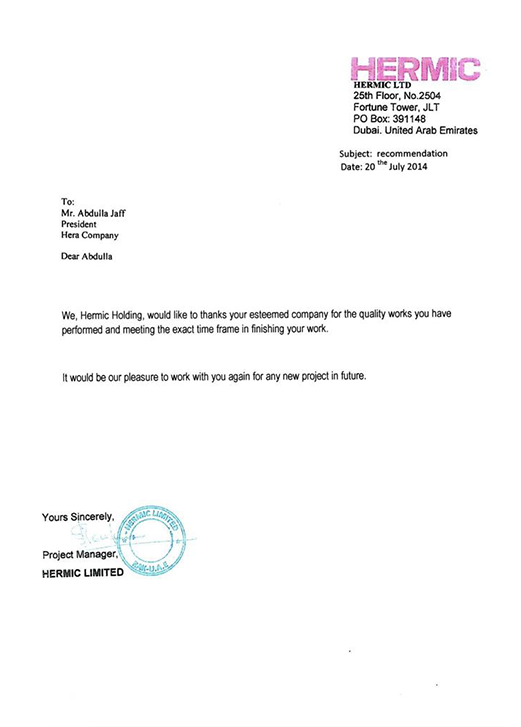 HERMIC
HERMIC LTD
25th Floor, No.2504
Fortune Tower, JLT
PO Box: 391148
Dubai. United Arab Emirates
Subject: recommendation
Date: 20 the July 2014
To:
Mr. Abdulla Jaff
President
Hera Company
Dear Abdulla
We, Hermic Holding, would like to thanks your esteemed company for the quality works you have
performed and meeting the exact time frame in finishing your work.
It would be our pleasure to work with you again for any new project in future.
Yours Sincerely,
HERMIC LIMITED
RAK-U.A.E
Project Manager,
HERMIC LIMITED